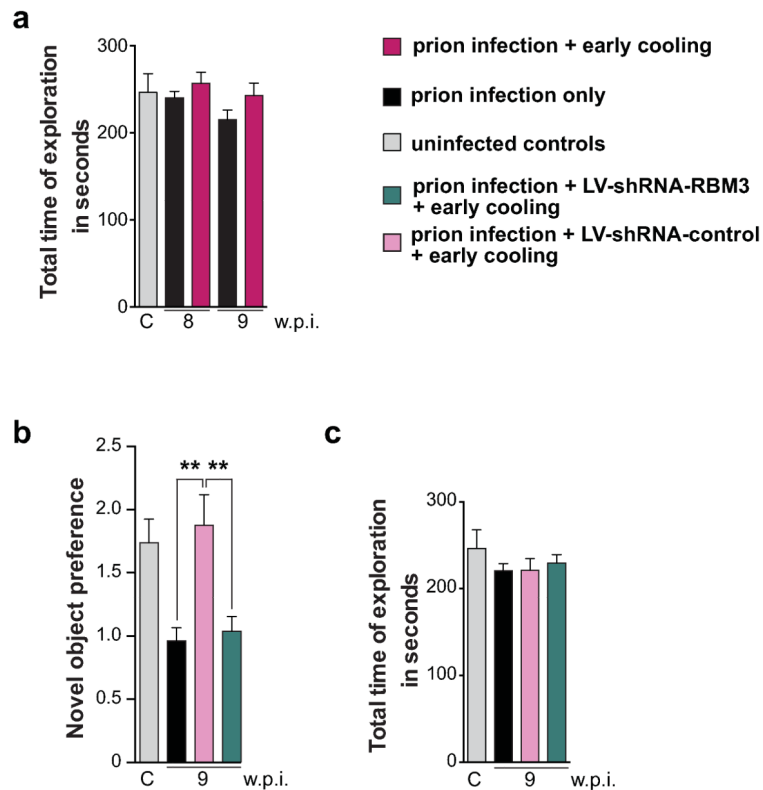 a
Total time of exploration
in seconds
300
200
100
0
C
8
9
w.p.i.
prion infection + early cooling
prion infection only
uninfected controls
prion infection + LV-shRNA-RBM3
+ early cooling
prion infection + LV-shRNA-control
+ early cooling
b
Novel object preference
2.5
2.0
1.5
1.0
0.5
0
** **
C
9
w.p.i.
c
Total time of exploration
in seconds
300
200
100
0
C
9
w.p.i.